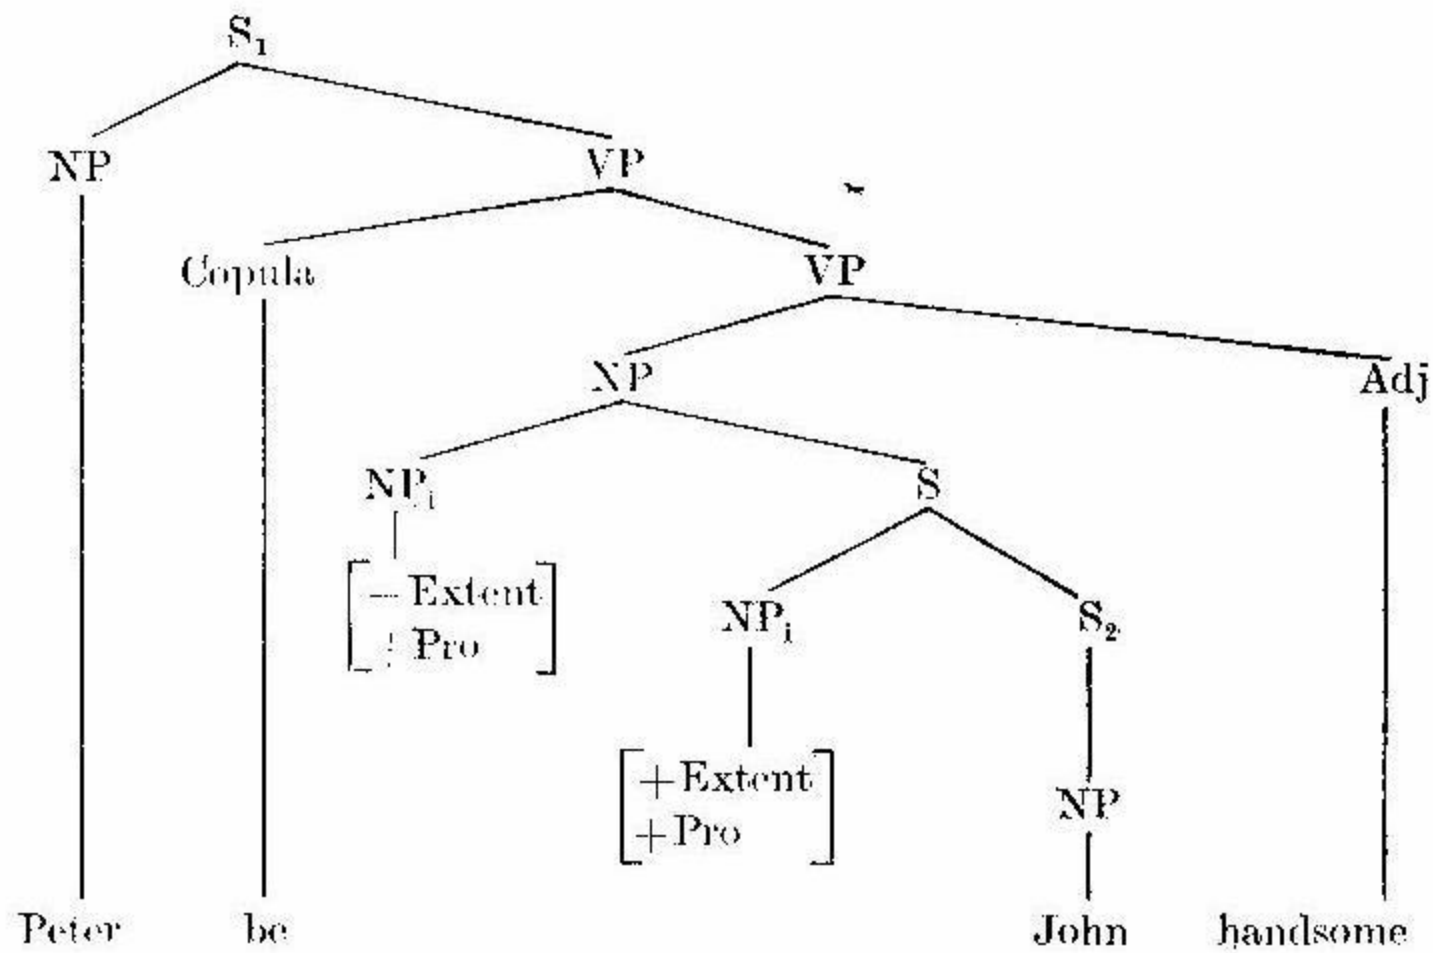 S₁
NP VP
Copula VP
NP Adj
NPᵢ S
[− Extent]
[+ Pro]
NPᵢ S₂
[+Extent]
[+Pro]
NP
Peter be John handsome